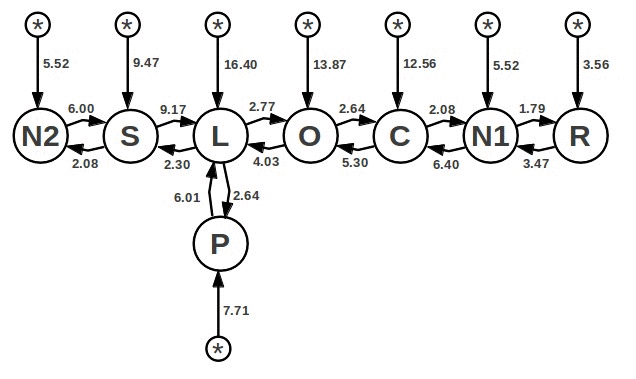 * * * * * * *
5.52 9.47 16.40 13.87 12.56 5.52 3.56
6.00 9.17 2.77 2.64 2.08 1.79
N2 S L O C N1 R
2.08 2.30 4.03 5.30 6.40 3.47
6.01 2.64
P
7.71
*